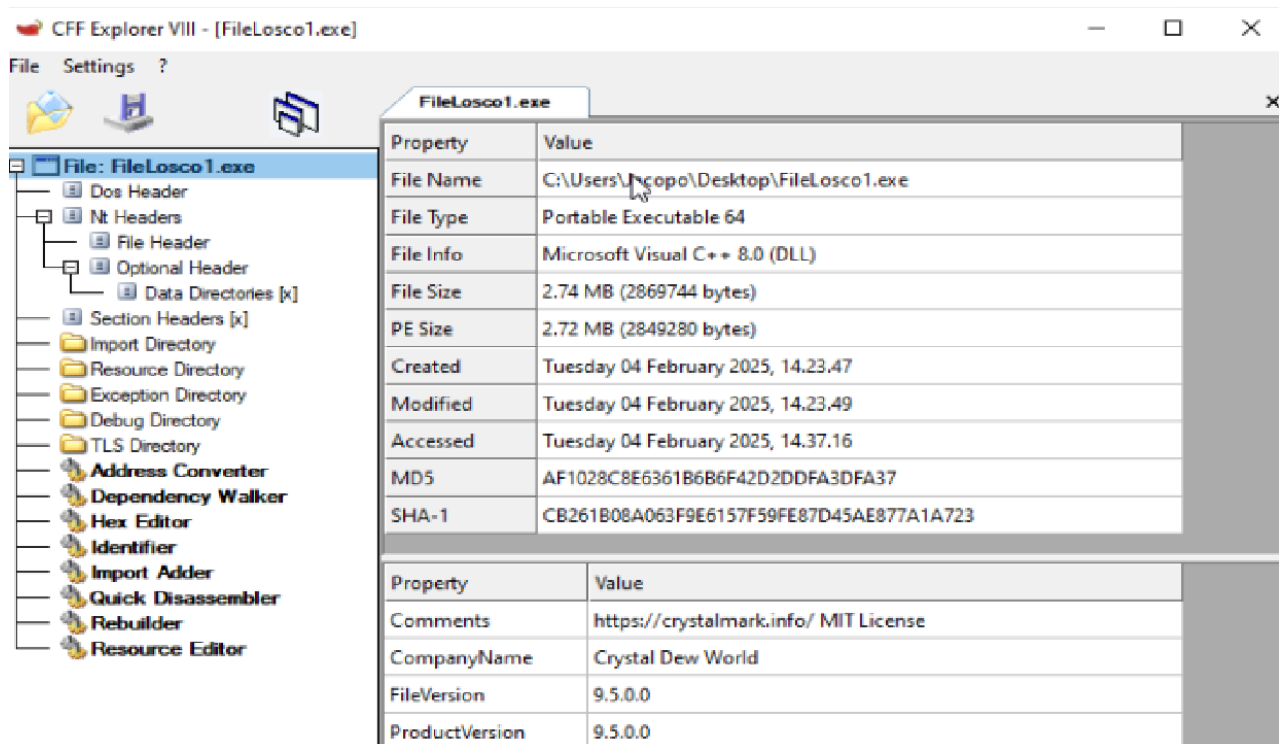 CFF Explorer VIII - [FileLosco1.exe]
File Settings ?
FileLosco1.exe
File: FileLosco1.exe
Dos Header
Nt Headers
File Header
Optional Header
Data Directories [x]
Section Headers [x]
Import Directory
Resource Directory
Exception Directory
Debug Directory
TLS Directory
Address Converter
Dependency Walker
Hex Editor
Identifier
Import Adder
Quick Disassembler
Rebuilder
Resource Editor
Property Value
File Name C:\Users\Jacopo\Desktop\FileLosco1.exe
File Type Portable Executable 64
File Info Microsoft Visual C++ 8.0 (DLL)
File Size 2.74 MB (2869744 bytes)
PE Size 2.72 MB (2849280 bytes)
Created Tuesday 04 February 2025, 14.23.47
Modified Tuesday 04 February 2025, 14.23.49
Accessed Tuesday 04 February 2025, 14.37.16
MD5 AF1028C8E6361B6B6F42D2DDFA3DFA37
SHA-1 CB261B08A063F9E6157F59FE87D45AE877A1A723
Property Value
Comments https://crystalmark.info/ MIT License
CompanyName Crystal Dew World
FileVersion 9.5.0.0
ProductVersion 9.5.0.0